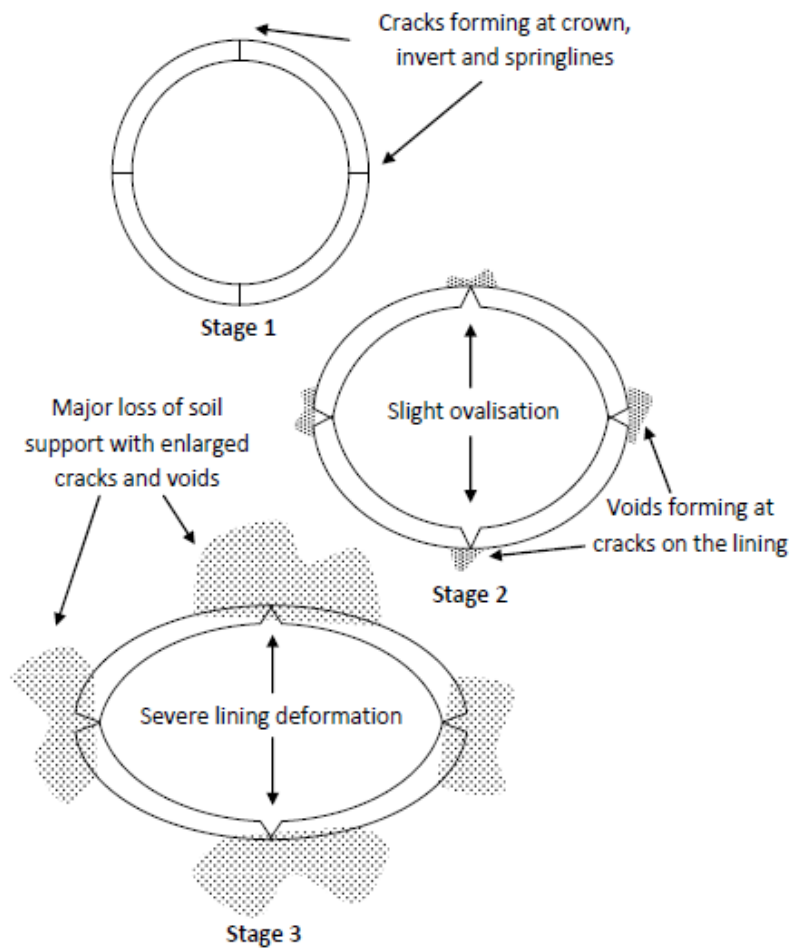 Cracks forming at crown,
invert and springlines
Stage 1
Slight ovalisation
Major loss of soil
support with enlarged
cracks and voids
Voids forming at
cracks on the lining
Stage 2
Severe lining deformation
Stage 3